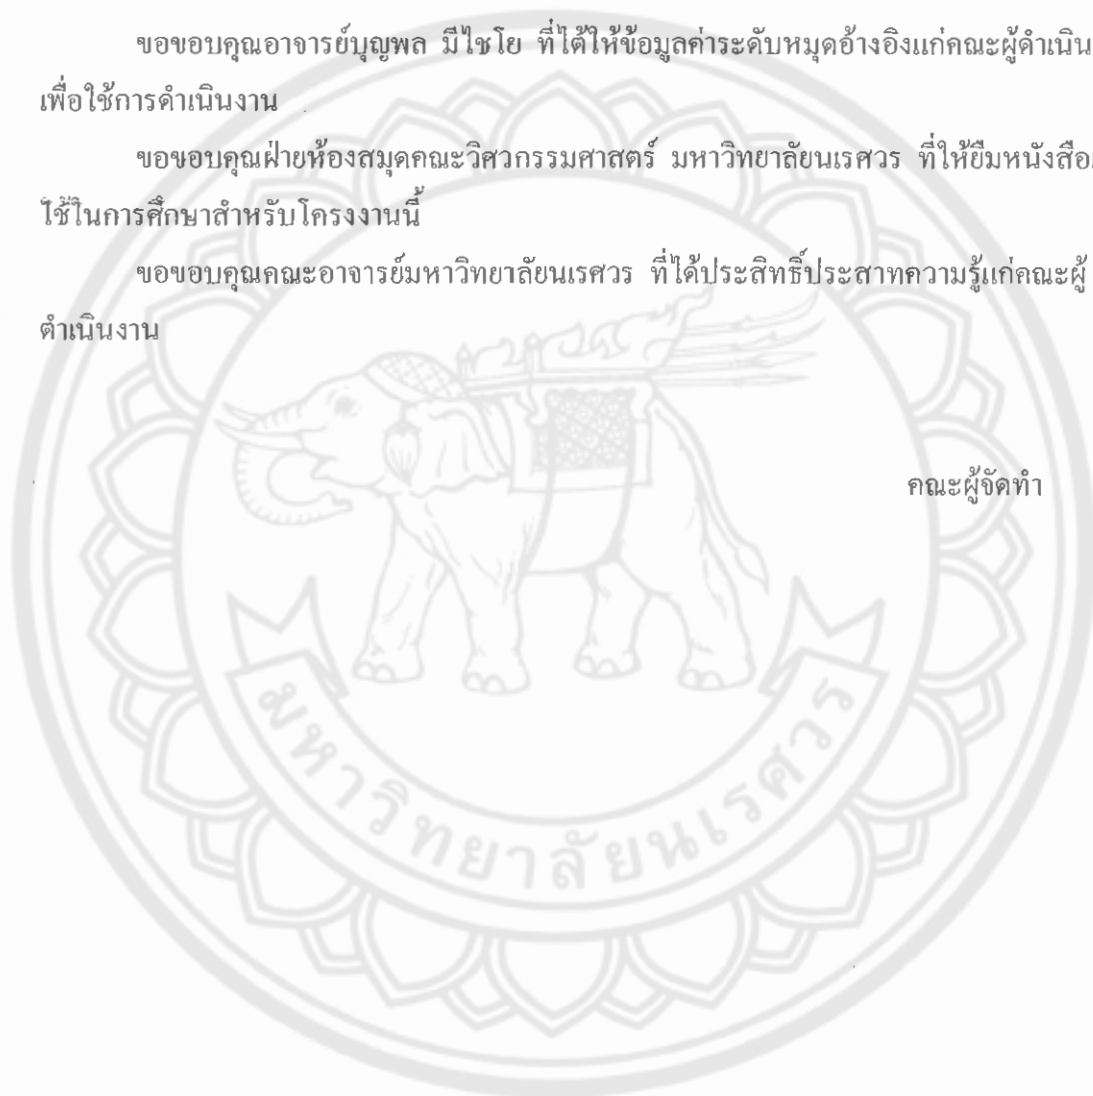 ขอขอบคุณอาจารย์บุญพล มีไชโย ที่ได้ให้ข้อมูลค่าระดับหมุดอ้างอิงแก่คณะผู้ดำเนิน
เพื่อใช้การดำเนินงาน
ขอขอบคุณฝ่ายห้องสมุดคณะวิศวกรรมศาสตร์ มหาวิทยาลัยนเรศวร ที่ให้ยืมหนังสือ
ใช้ในการศึกษาสำหรับโครงงานนี้
ขอขอบคุณคณะอาจารย์มหาวิทยาลัยนเรศวร ที่ได้ประสิทธิ์ประสาทความรู้แก่คณะผู้
ดำเนินงาน
คณะผู้จัดทำ
มหาวิทยาลัยนเรศวร